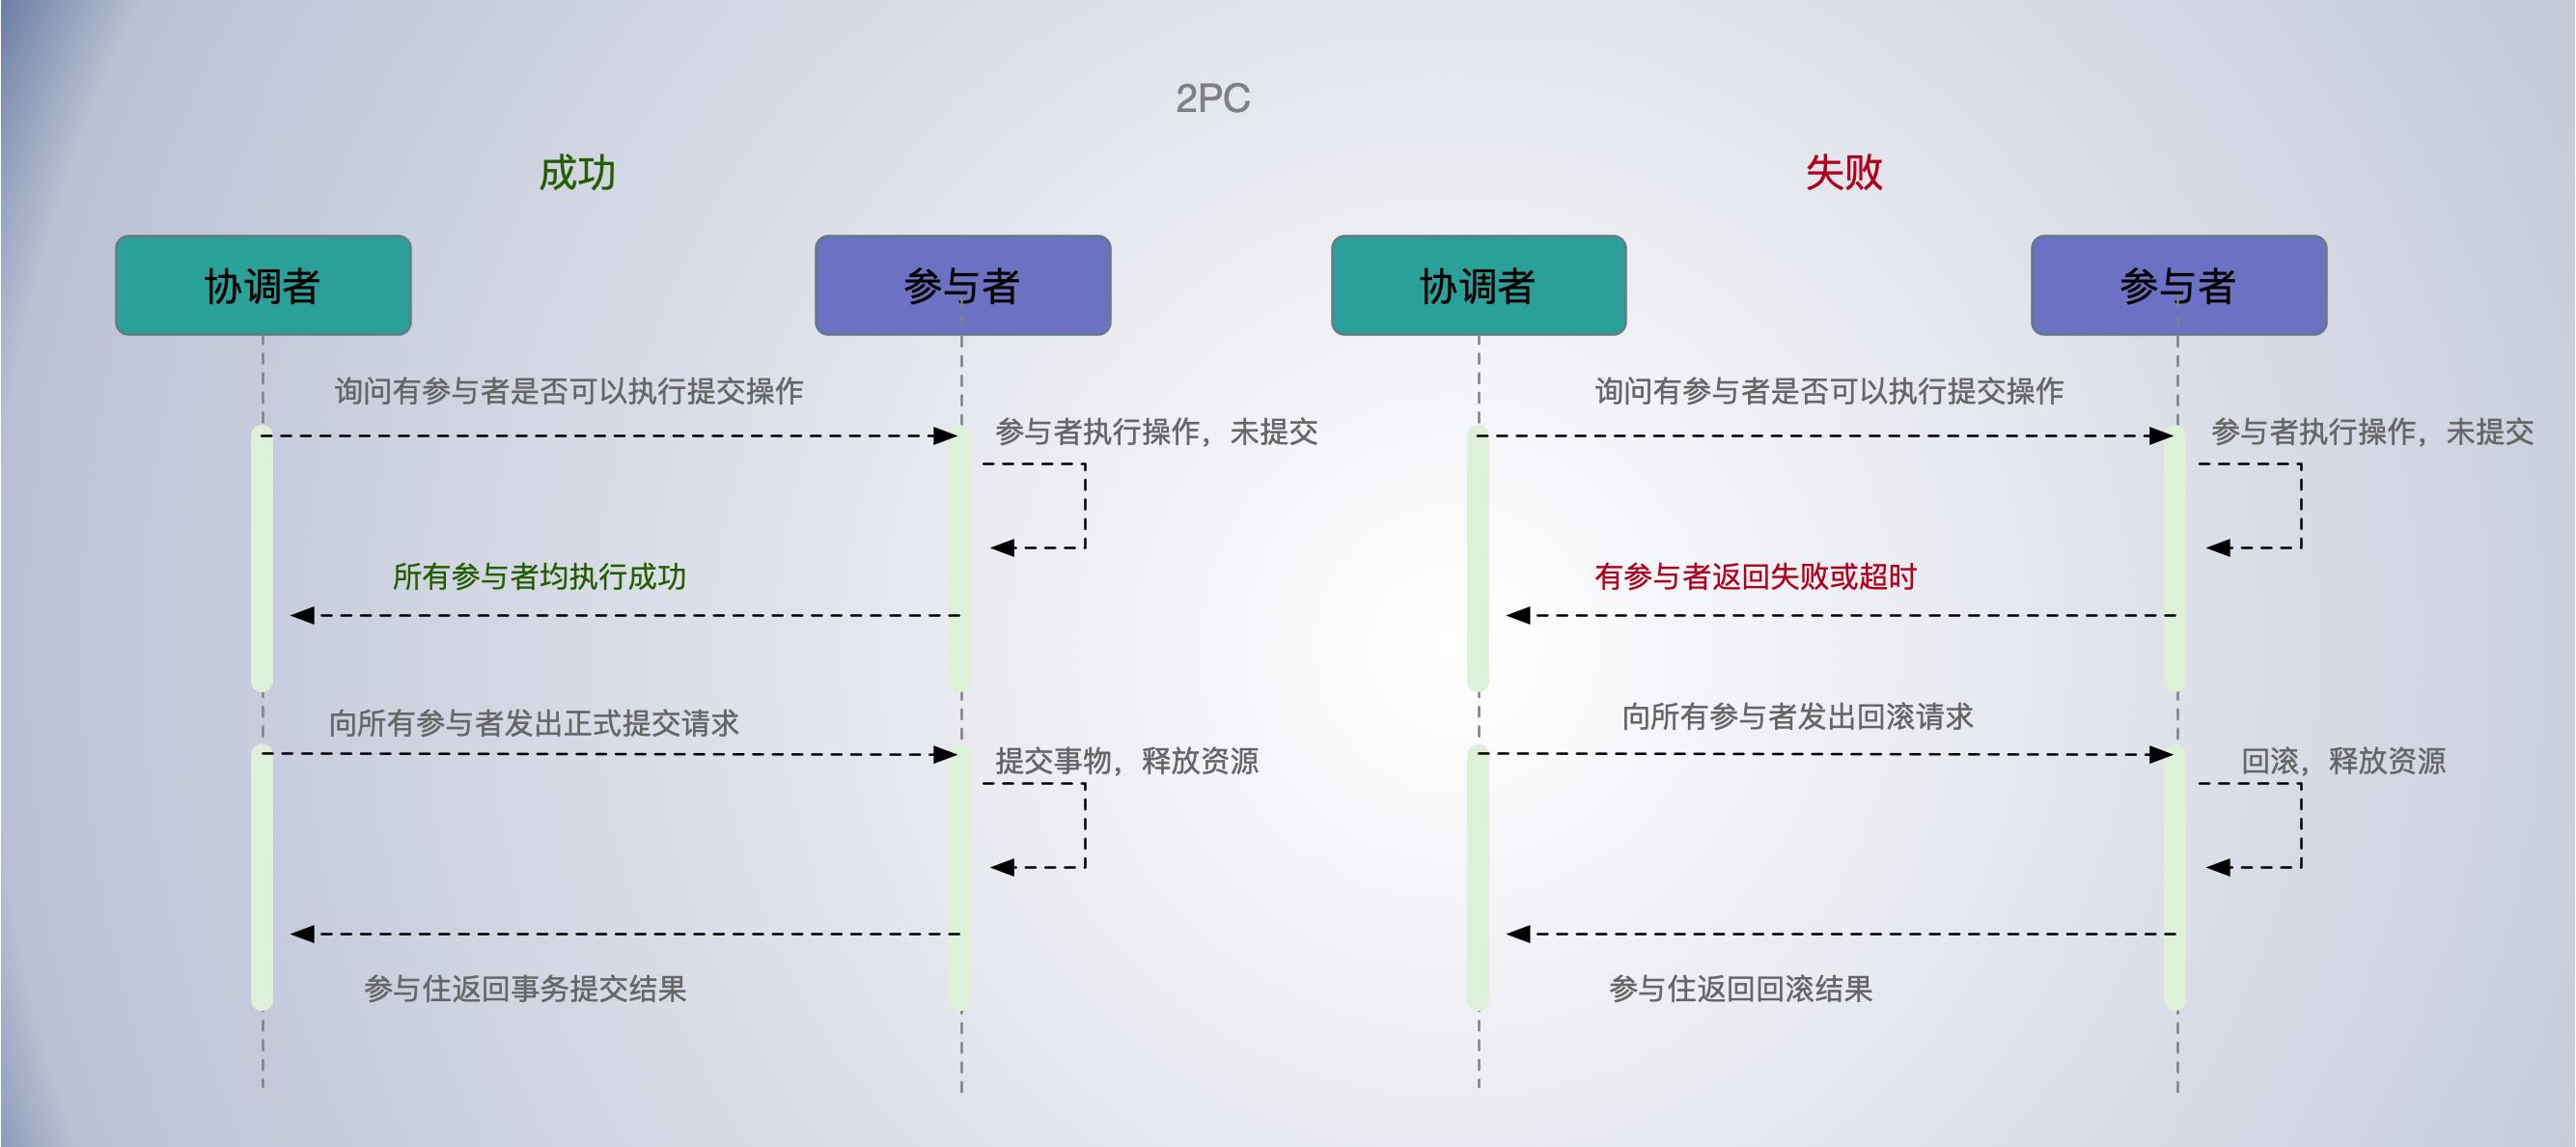 2PC
成功
失败
协调者
参与者
协调者
参与者
询问有参与者是否可以执行提交操作
询问有参与者是否可以执行提交操作
参与者执行操作，未提交
参与者执行操作，未提交
所有参与者均执行成功
有参与者返回失败或超时
向所有参与者发出正式提交请求
向所有参与者发出回滚请求
提交事物，释放资源
回滚，释放资源
参与住返回事务提交结果
参与住返回回滚结果